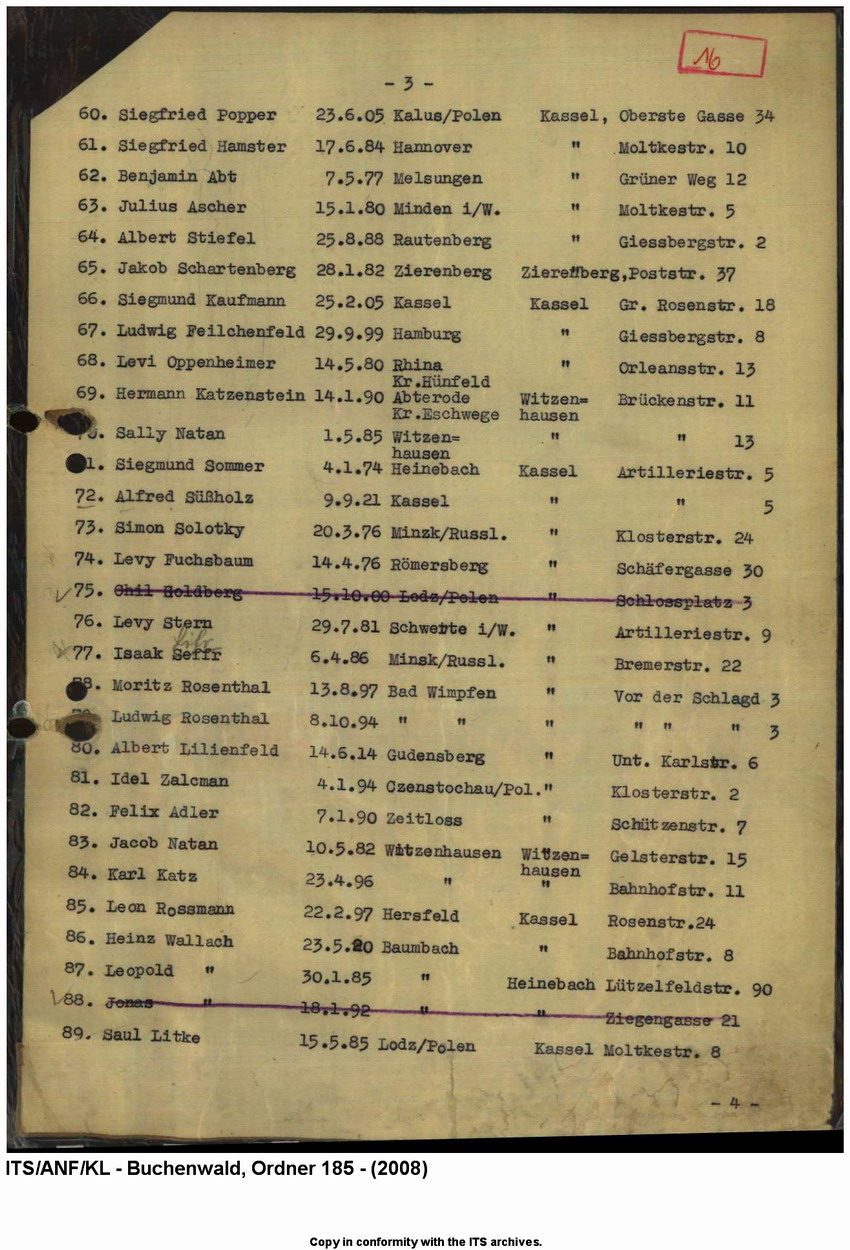 16
- 3 -
60. Siegfried Popper 23.6.05 Kalus/Polen Kassel, Oberste Gasse 34
61. Siegfried Hamster 17.6.84 Hannover " Moltkestr. 10
62. Benjamin Abt 7.5.77 Melsungen " Grüner Weg 12
63. Julius Ascher 15.1.80 Minden i/W. " Moltkestr. 5
64. Albert Stiefel 25.8.88 Rautenberg " Giessbergstr. 2
65. Jakob Schartenberg 28.1.82 Zierenberg Zierenberg,Poststr. 37
66. Siegmund Kaufmann 25.2.05 Kassel Kassel Gr. Rosenstr. 18
67. Ludwig Feilchenfeld 29.9.99 Hamburg " Giessbergstr. 8
68. Levi Oppenheimer 14.5.80 Rhina " Orleansstr. 13
Kr.Hünfeld
69. Hermann Katzenstein 14.1.90 Abterode Witzen= Brückenstr. 11
Kr.Eschwege hausen
Sally Natan 1.5.85 Witzen= " " 13
hausen
1. Siegmund Sommer 4.1.74 Heinebach Kassel Artilleriestr. 5
72. Alfred Süßholz 9.9.21 Kassel " " 5
73. Simon Solotky 20.3.76 Minzk/Russl. " Klosterstr. 24
74. Levy Fuchsbaum 14.4.76 Römersberg " Schäfergasse 30
75. Chil Holdberg 15.10.00 Lodz/Polen " Schlossplatz 3
76. Levy Stern 29.7.81 Schwerte i/W. " Artilleriestr. 9
77. Isaak Seffr 6.4.86 Minsk/Russl. " Bremerstr. 22
8. Moritz Rosenthal 13.8.97 Bad Wimpfen " Vor der Schlagd 3
Ludwig Rosenthal 8.10.94 " " " " " " 3
80. Albert Lilienfeld 14.6.14 Gudensberg " Unt. Karlstr. 6
81. Idel Zalcman 4.1.94 Czenstochau/Pol." Klosterstr. 2
82. Felix Adler 7.1.90 Zeitloss " Schützenstr. 7
83. Jacob Natan 10.5.82 Witzenhausen Witzen= Gelsterstr. 15
hausen
84. Karl Katz 23.4.96 " " Bahnhofstr. 11
85. Leon Rossmann 22.2.97 Hersfeld Kassel Rosenstr.24
86. Heinz Wallach 23.5.20 Baumbach " Bahnhofstr. 8
87. Leopold " 30.1.85 " Heinebach Lützelfeldstr. 90
88. Jonas " 18.1.92 " " Ziegengasse 21
89. Saul Litke 15.5.85 Lodz/Polen Kassel Moltkestr. 8
- 4 -
ITS/ANF/KL - Buchenwald, Ordner 185 - (2008)
Copy in conformity with the ITS archives.